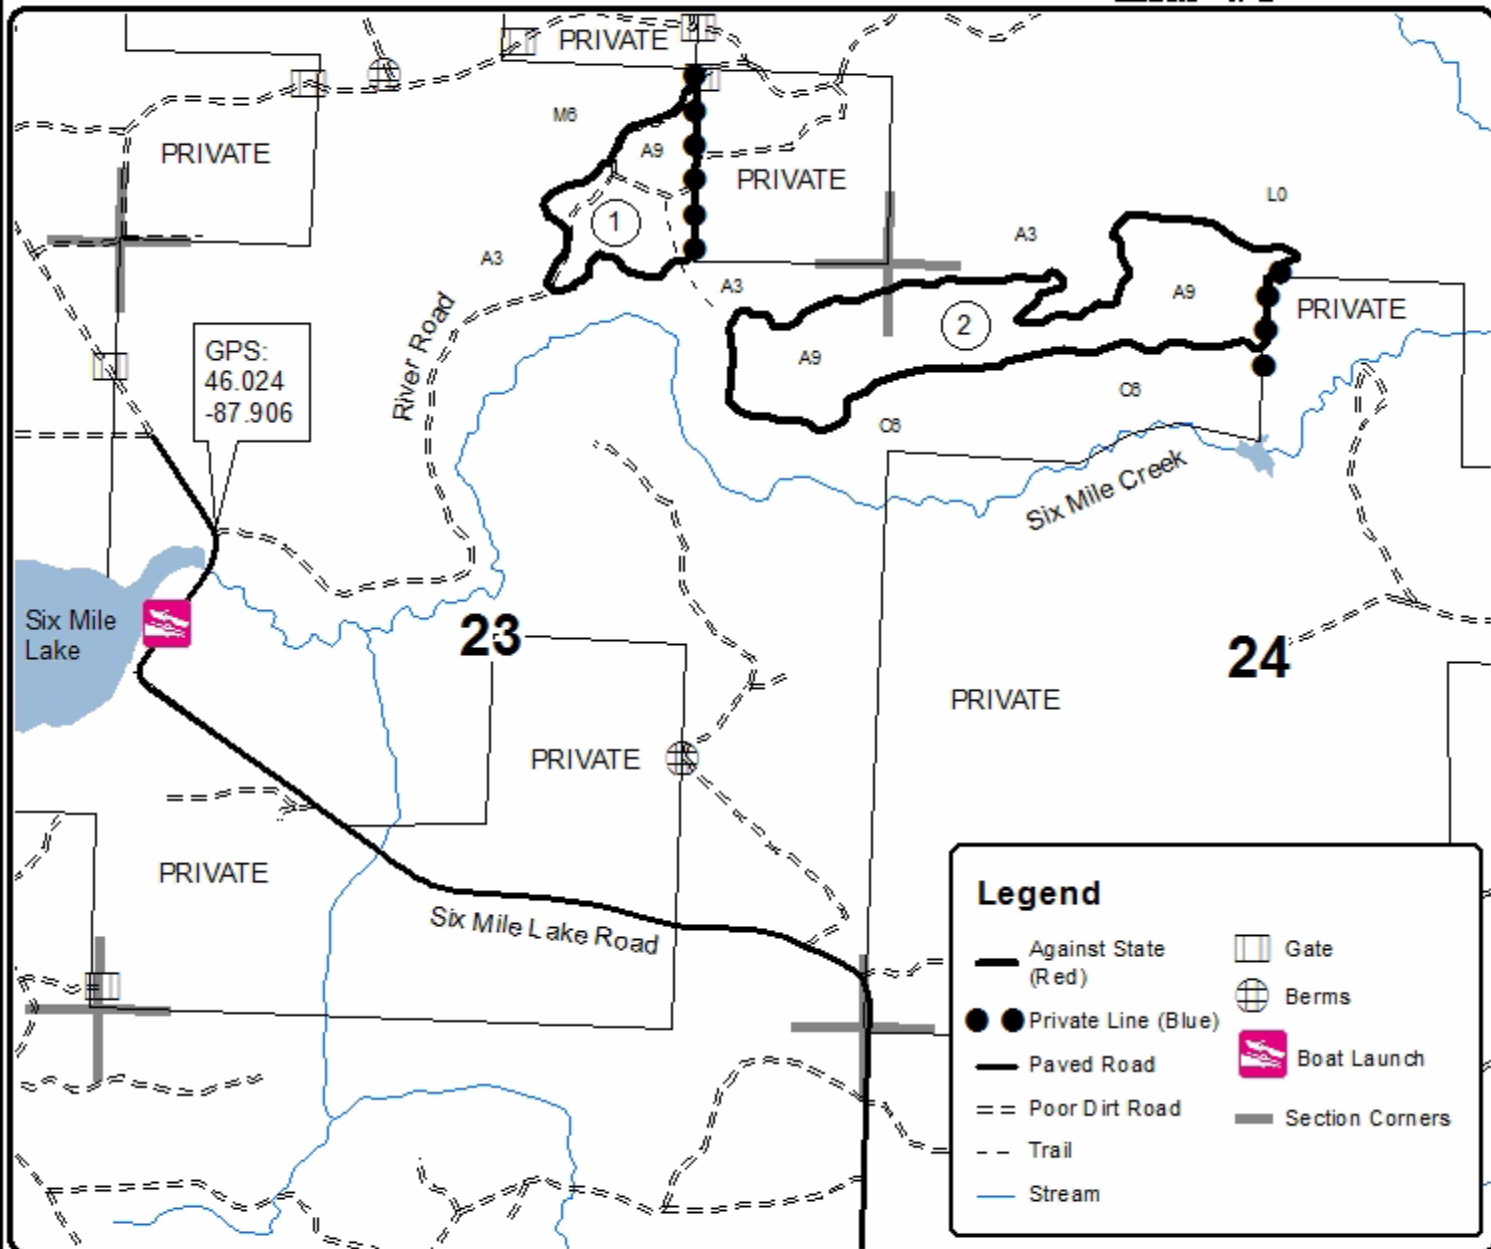 PRIVATE
M6
A9
PRIVATE
PRIVATE
L0
1
A3
A3
A3
A9
PRIVATE
2
River Road
GPS:
46.024
-87.906
A9
C6
C6
Six Mile Creek
Six Mile
Lake
23
24
PRIVATE
PRIVATE
PRIVATE
Six Mile Lake Road
Legend
Against State
(Red)
Private Line (Blue)
Paved Road
Poor Dirt Road
Trail
Stream
Gate
Berms
Boat Launch
Section Corners